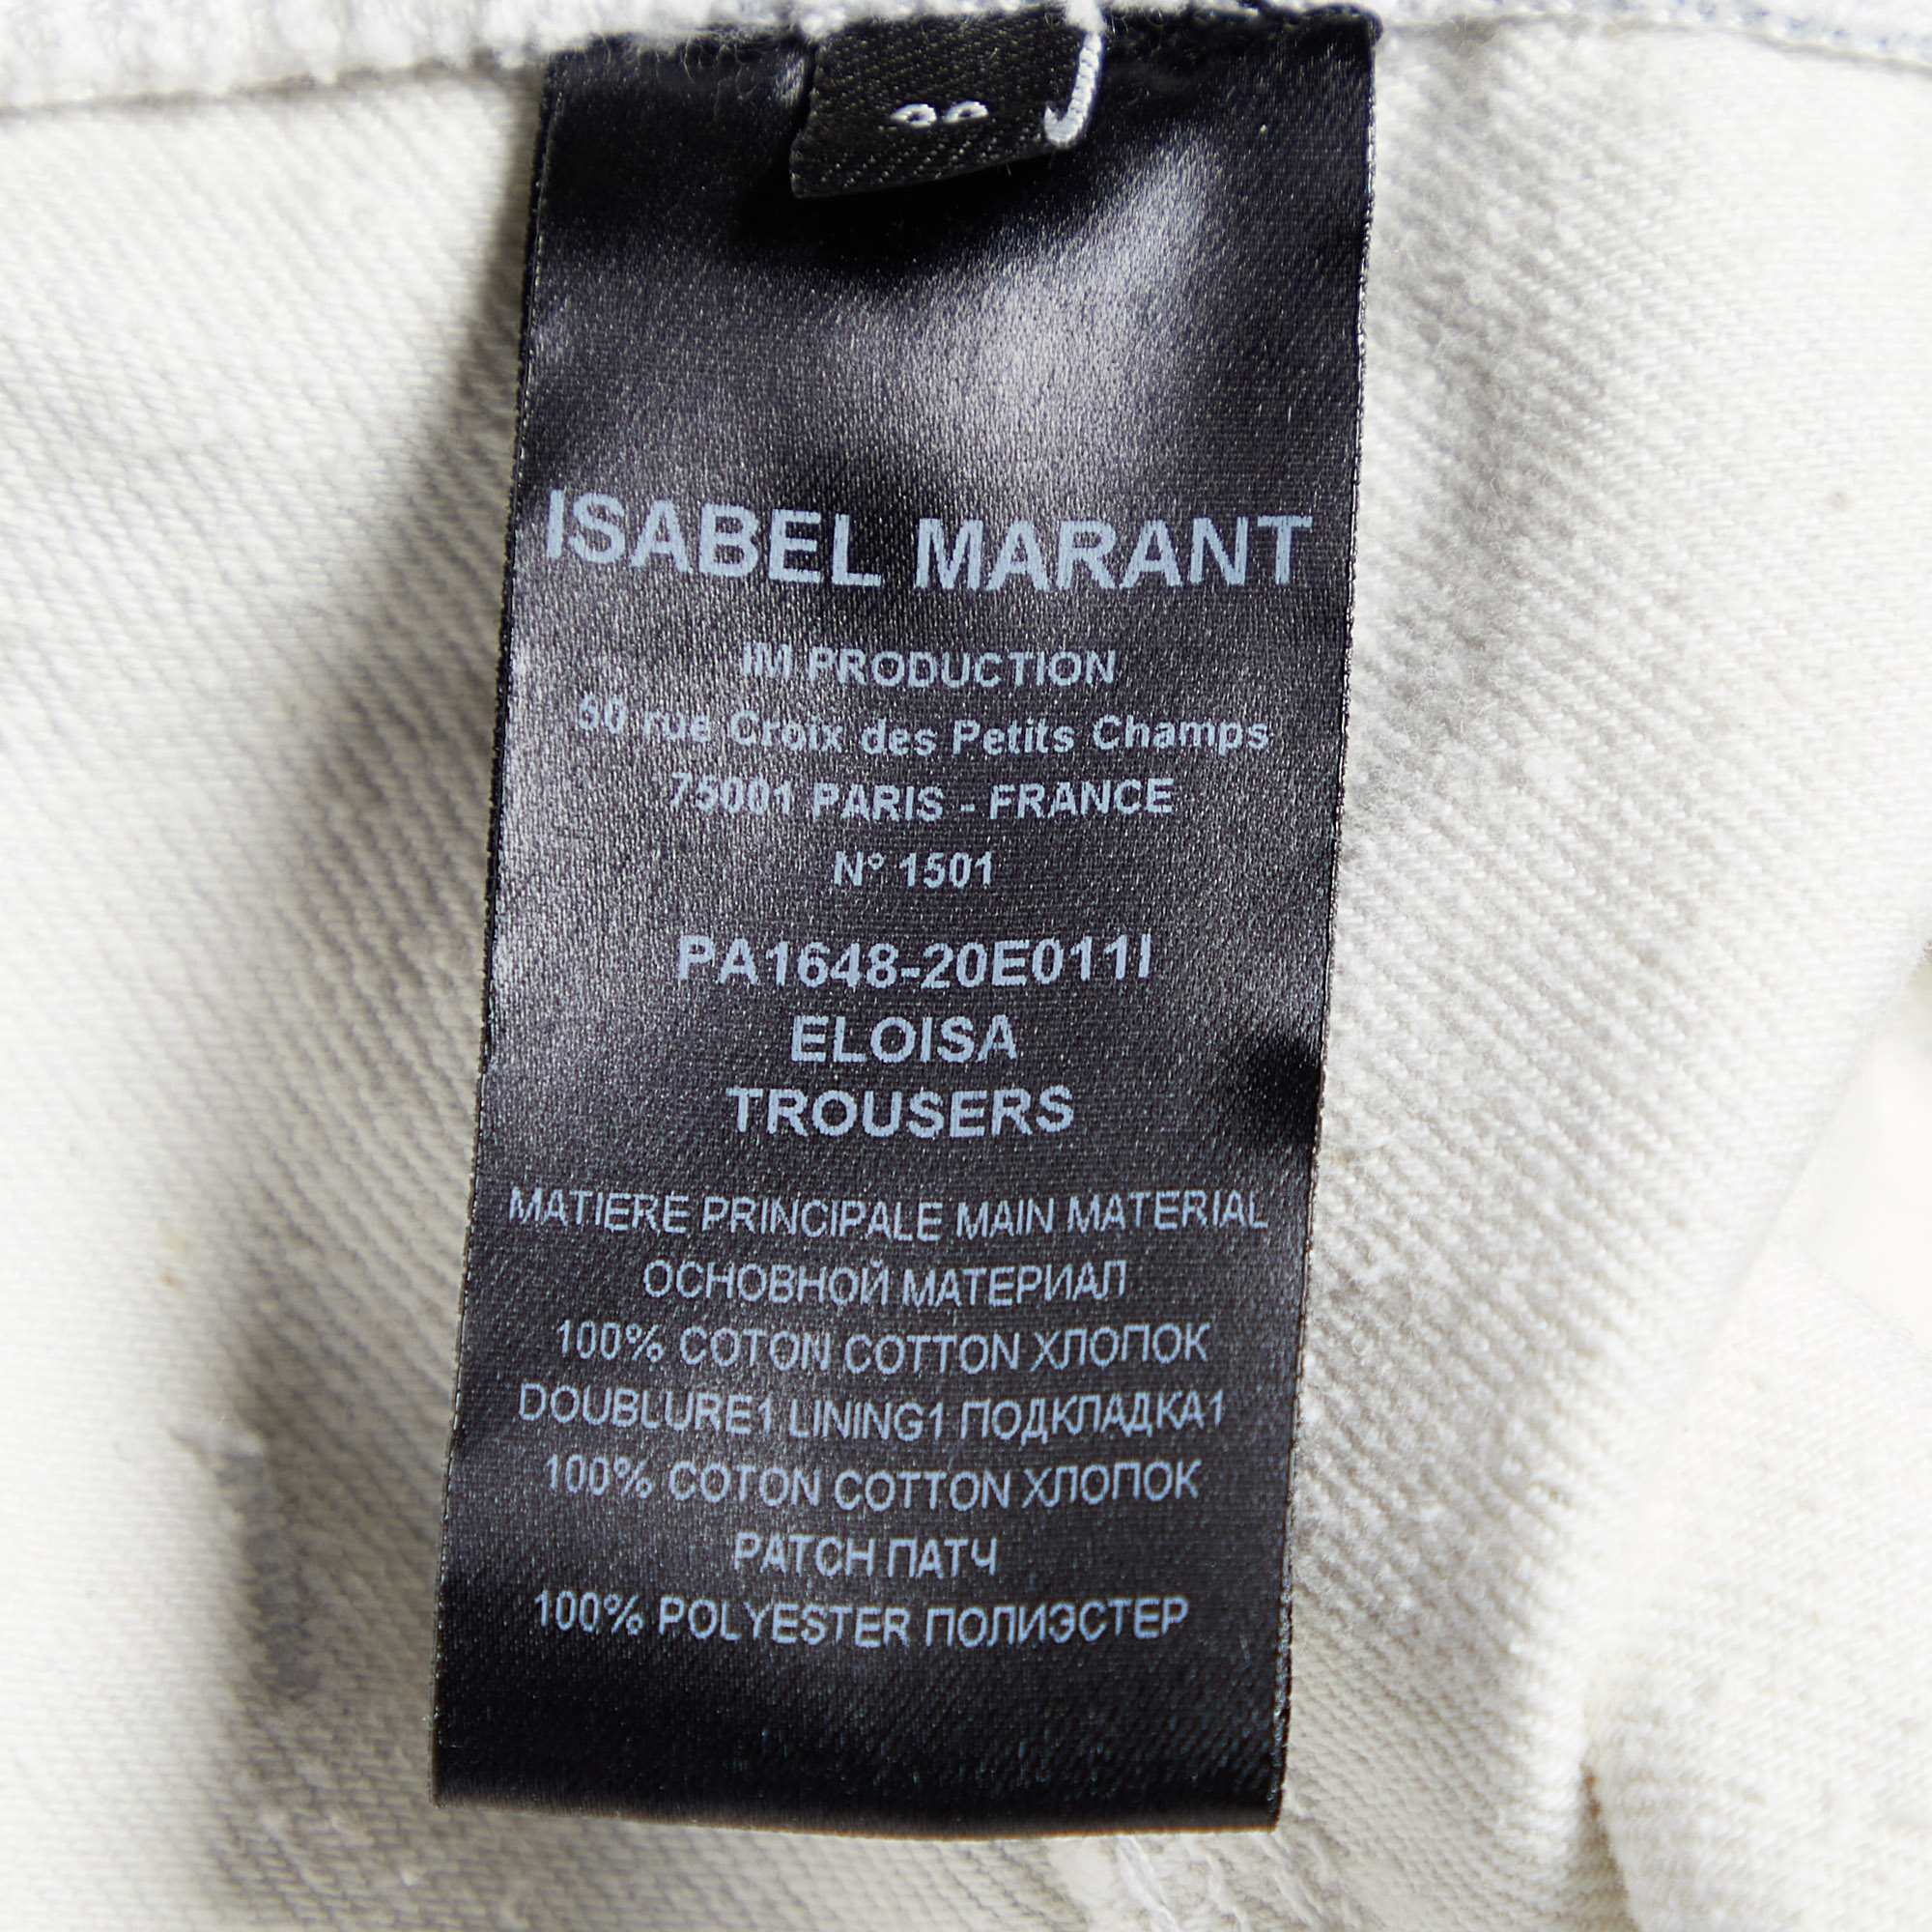 ISABEL MARANT
IM PRODUCTION
50 rue Croix des Petits Champs
75001 PARIS - FRANCE
N° 1501
PA1648-20E011I
ELOISA
TROUSERS
MATIERE PRINCIPALE MAIN MATERIAL
ОСНОВНОЙ МАТЕРИАЛ
100% COTON COTTON ХЛОПОК
DOUBLURE1 LINING1 ПОДКЛАДКА1
100% COTON COTTON ХЛОПОК
PATCH ПАТЧ
100% POLYESTER ПОЛИЭСТЕР